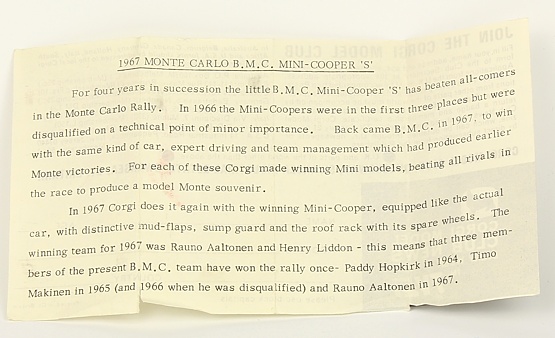 1967 MONTE CARLO B.M.C. MINI-COOPER 'S'
For four years in succession the little B.M.C. Mini-Cooper 'S' has beaten all-comers
in the Monte Carlo Rally. In 1966 the Mini-Coopers were in the first three places but were
disqualified on a technical point of minor importance. Back came B.M.C. in 1967, to win
with the same kind of car, expert driving and team management which had produced earlier
Monte victories. For each of these Corgi made winning Mini models, beating all rivals in
the race to produce a model Monte souvenir.
In 1967 Corgi does it again with the winning Mini-Cooper, equipped like the actual
car, with distinctive mud-flaps, sump guard and the roof rack with its spare wheels. The
winning team for 1967 was Rauno Aaltonen and Henry Liddon - this means that three mem-
bers of the present B.M.C. team have won the rally once- Paddy Hopkirk in 1964, Timo
Makinen in 1965 (and 1966 when he was disqualified) and Rauno Aaltonen in 1967.
JOIN THE CORGI MODEL CLUB